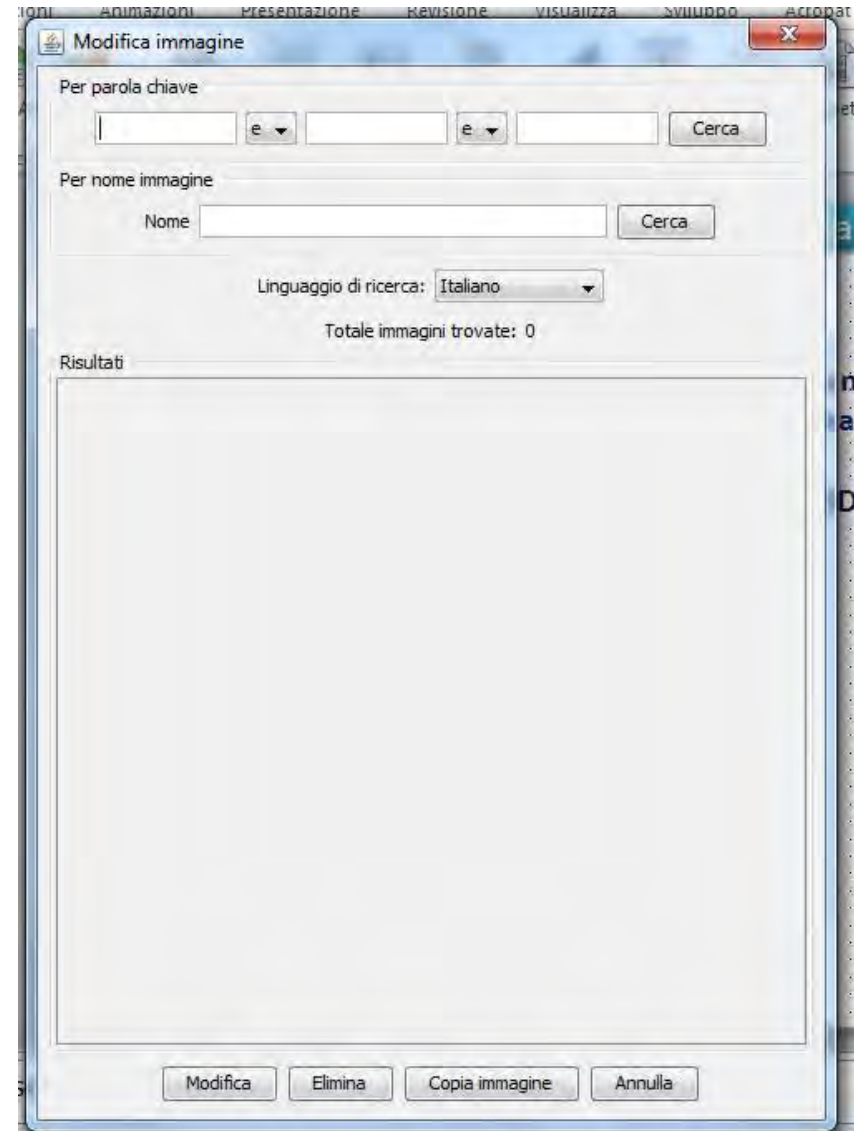 Animazioni Presentazione Revisione Visualizza Sviluppo Acrobat
Modifica immagine
Per parola chiave
e e Cerca
Per nome immagine
Nome Cerca
Linguaggio di ricerca: Italiano
Totale immagini trovate: 0
Risultati
Modifica Elimina Copia immagine Annulla